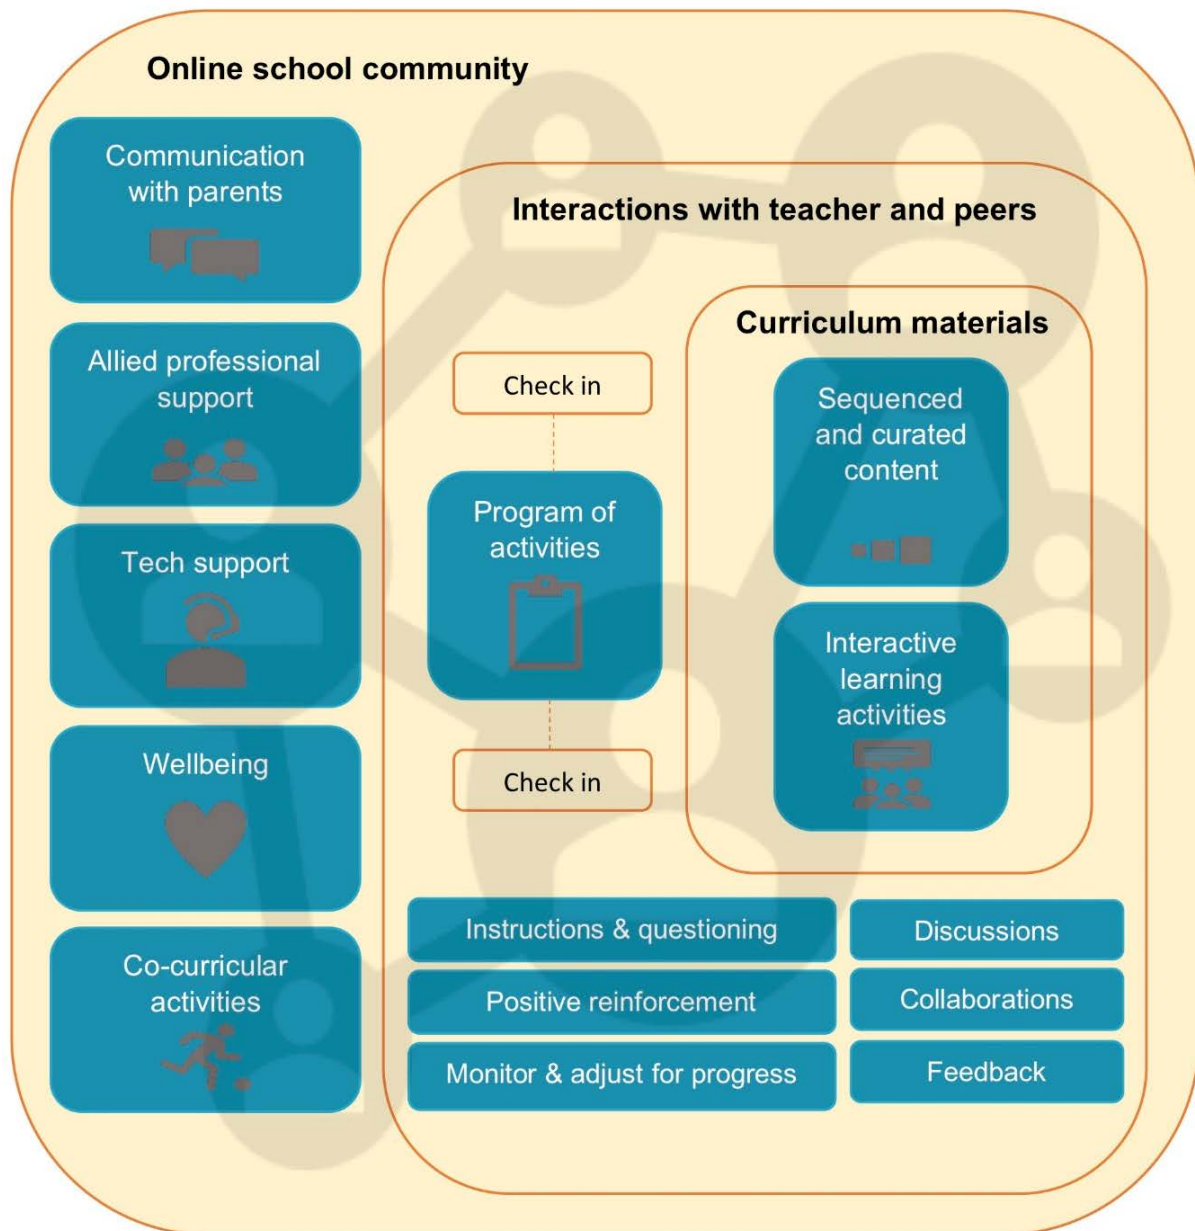 Online school community
Communication
with parents
Allied professional
support
Tech support
Wellbeing
Co-curricular
activities
Interactions with teacher and peers
Check in
Program of
activities
Check in
Curriculum materials
Sequenced
and curated
content
Interactive
learning
activities
Instructions & questioning
Discussions
Positive reinforcement
Collaborations
Monitor & adjust for progress
Feedback